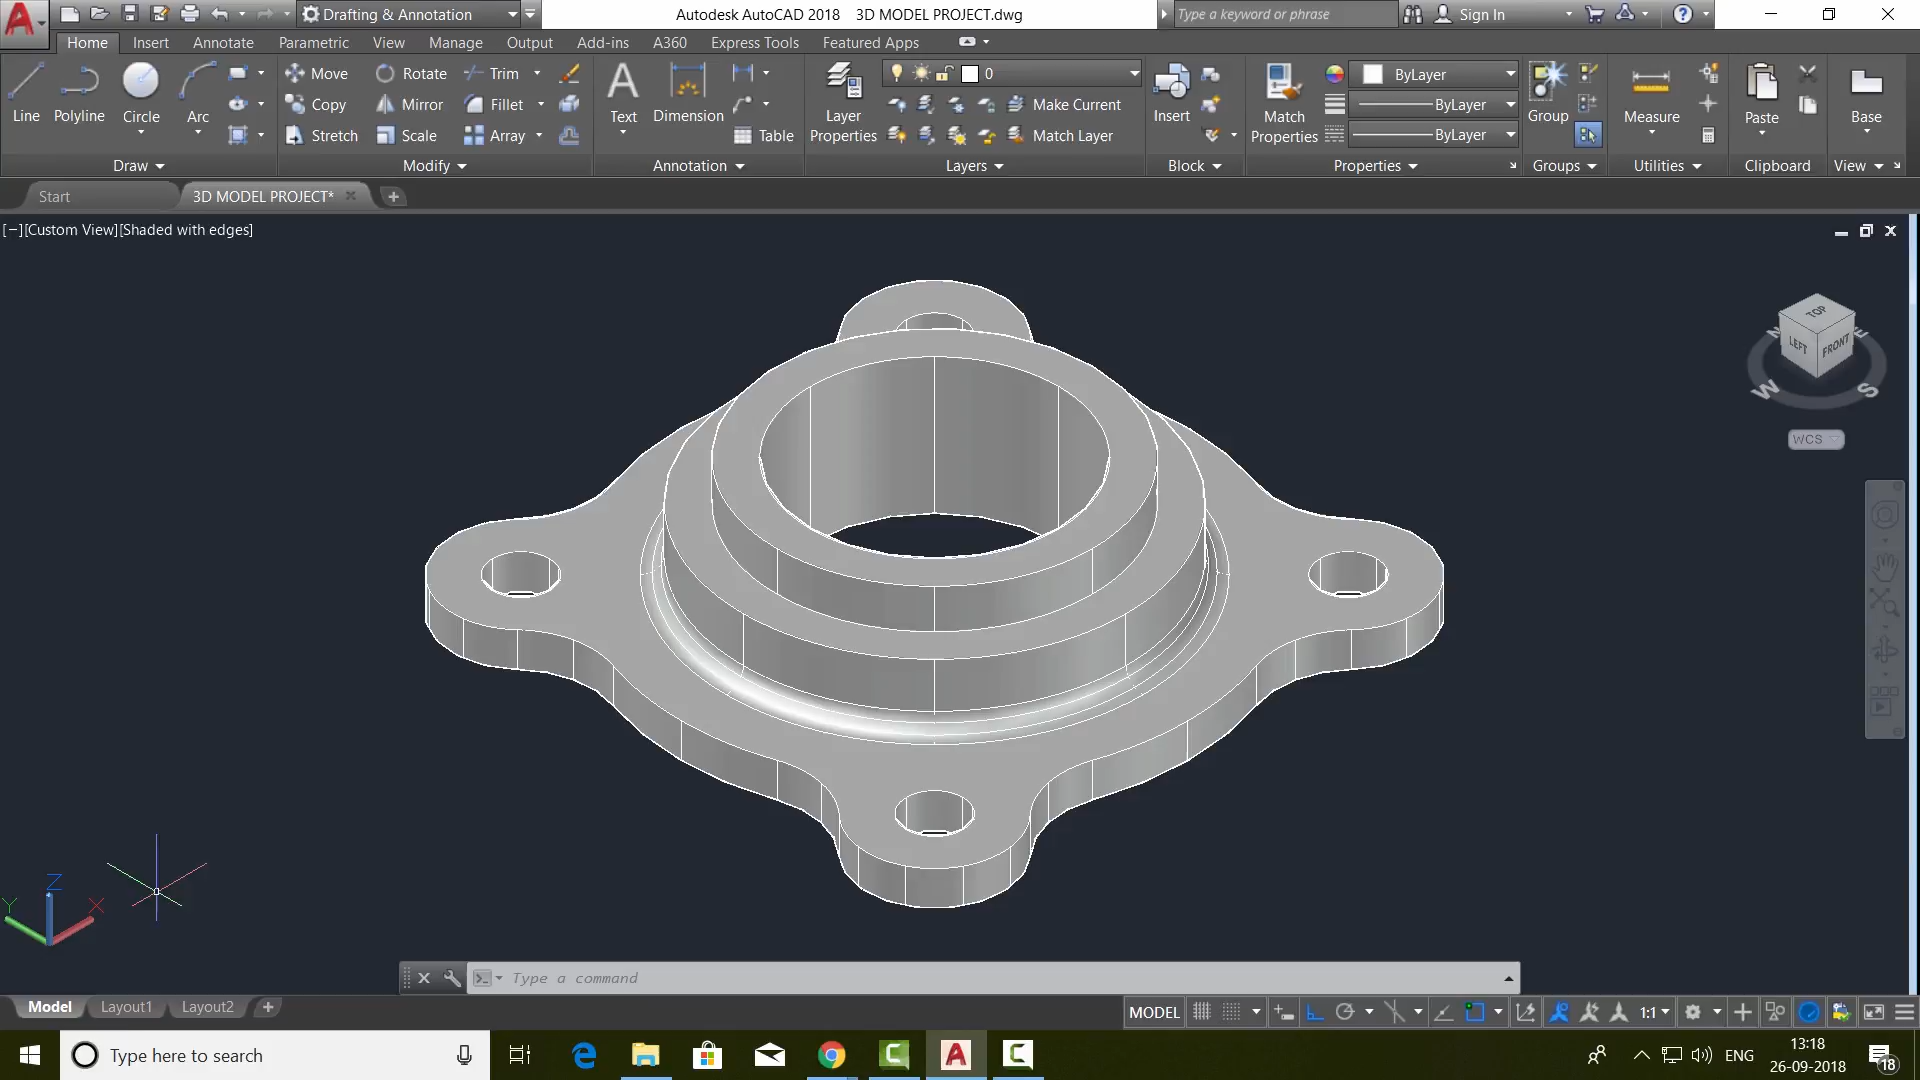 Drafting & Annotation
Autodesk AutoCAD 2018 3D MODEL PROJECT.dwg
Type a keyword or phrase
Sign In
Home Insert Annotate Parametric View Manage Output Add-ins A360 Express Tools Featured Apps
Line
Polyline
Circle
Arc
Move
Rotate
Trim
Copy
Mirror
Fillet
Stretch
Scale
Array
Text
Dimension
Table
Layer
Properties
0
Make Current
Match Layer
Insert
Match
Properties
ByLayer
ByLayer
ByLayer
Group
Measure
Paste
Base
Draw Modify Annotation Layers Block Properties Groups Utilities Clipboard View
Start 3D MODEL PROJECT*
[−][Custom View][Shaded with edges]
TOP
LEFT FRONT
N E
W S
WCS
Z
Y X
Type a command
Model Layout1 Layout2
MODEL
1:1
Type here to search
ENG
13:18
26-09-2018
18